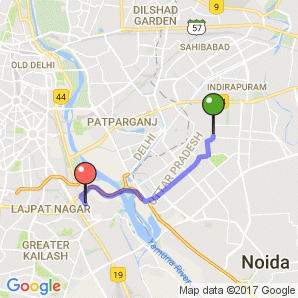 DILSHAD
GARDEN
57
SAHIBABAD
OLD DELHI
INDIRAPURAM
44
PATPARGANJ
DELHI
UTTAR PRADESH
LAJPAT NAGAR
GREATER
KAILASH
Noida
Yamuna River
19
Google
Map data ©2017 Google